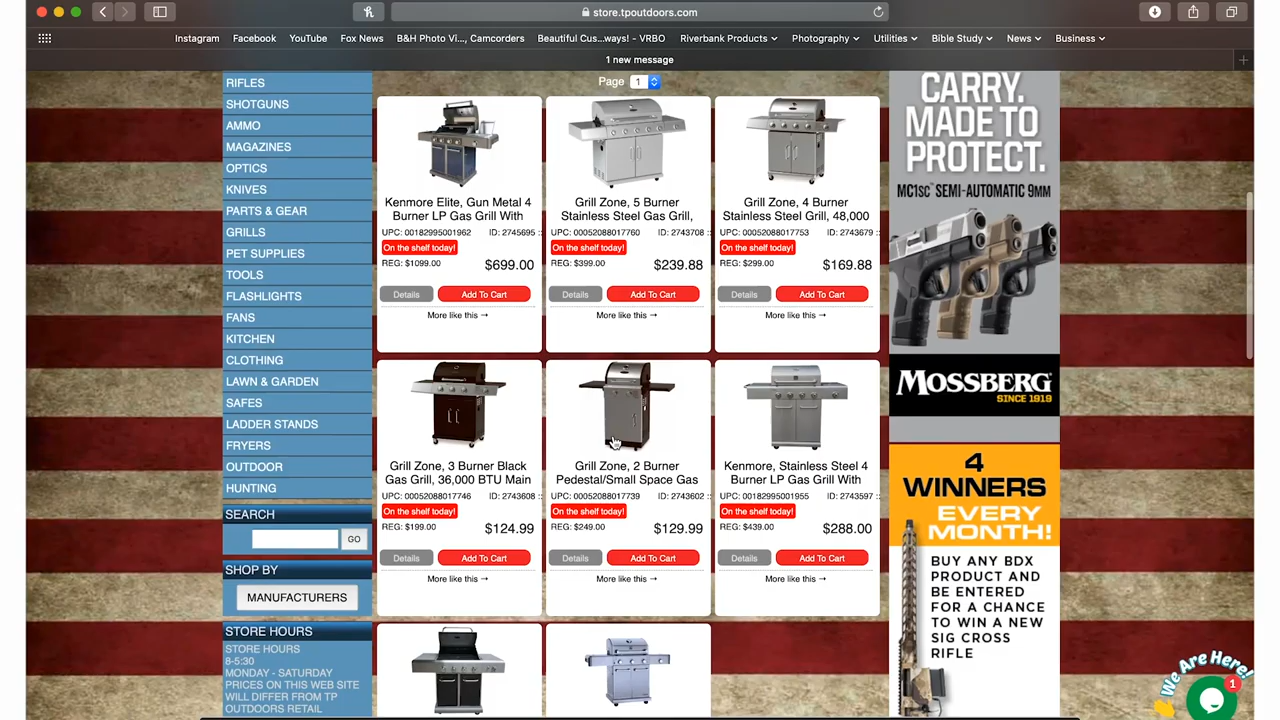 store.tpoutdoors.com
Instagram Facebook YouTube Fox News B&H Photo Vi..., Camcorders Beautiful Cus...ways! - VRBO Riverbank Products Photography Utilities Bible Study News Business
1 new message
RIFLES
SHOTGUNS
AMMO
MAGAZINES
OPTICS
KNIVES
PARTS & GEAR
GRILLS
PET SUPPLIES
TOOLS
FLASHLIGHTS
FANS
KITCHEN
CLOTHING
LAWN & GARDEN
SAFES
LADDER STANDS
FRYERS
OUTDOOR
HUNTING
SEARCH
GO
SHOP BY
MANUFACTURERS
STORE HOURS
STORE HOURS
8-5:30
MONDAY - SATURDAY
PRICES ON THIS WEB SITE
WILL DIFFER FROM TP
OUTDOORS RETAIL
Page 1
Kenmore Elite, Gun Metal 4
Burner LP Gas Grill With
UPC: 00182995001962 ID: 2745695 ::
On the shelf today!
REG: $1099.00 $699.00
Details Add To Cart
More like this →
Grill Zone, 5 Burner
Stainless Steel Gas Grill,
UPC: 00052088017760 ID: 2743708 ::
On the shelf today!
REG: $399.00 $239.88
Details Add To Cart
More like this →
Grill Zone, 4 Burner
Stainless Steel Grill, 48,000
UPC: 00052088017753 ID: 2743679 ::
On the shelf today!
REG: $299.00 $169.88
Details Add To Cart
More like this →
Grill Zone, 3 Burner Black
Gas Grill, 36,000 BTU Main
UPC: 00052088017746 ID: 2743608 ::
On the shelf today!
REG: $199.00 $124.99
Details Add To Cart
More like this →
Grill Zone, 2 Burner
Pedestal/Small Space Gas
UPC: 00052088017739 ID: 2743602 ::
On the shelf today!
REG: $249.00 $129.99
Details Add To Cart
More like this →
Kenmore, Stainless Steel 4
Burner LP Gas Grill With
UPC: 00182995001955 ID: 2743597 ::
On the shelf today!
REG: $439.00 $288.00
Details Add To Cart
More like this →
CARRY.
MADE TO
PROTECT.
MC1SC™ SEMI-AUTOMATIC 9MM
MOSSBERG
SINCE 1919
4
WINNERS
EVERY
MONTH!
BUY ANY BDX
PRODUCT AND
BE ENTERED
FOR A CHANCE
TO WIN A NEW
SIG CROSS
RIFLE
We Are Here!
1